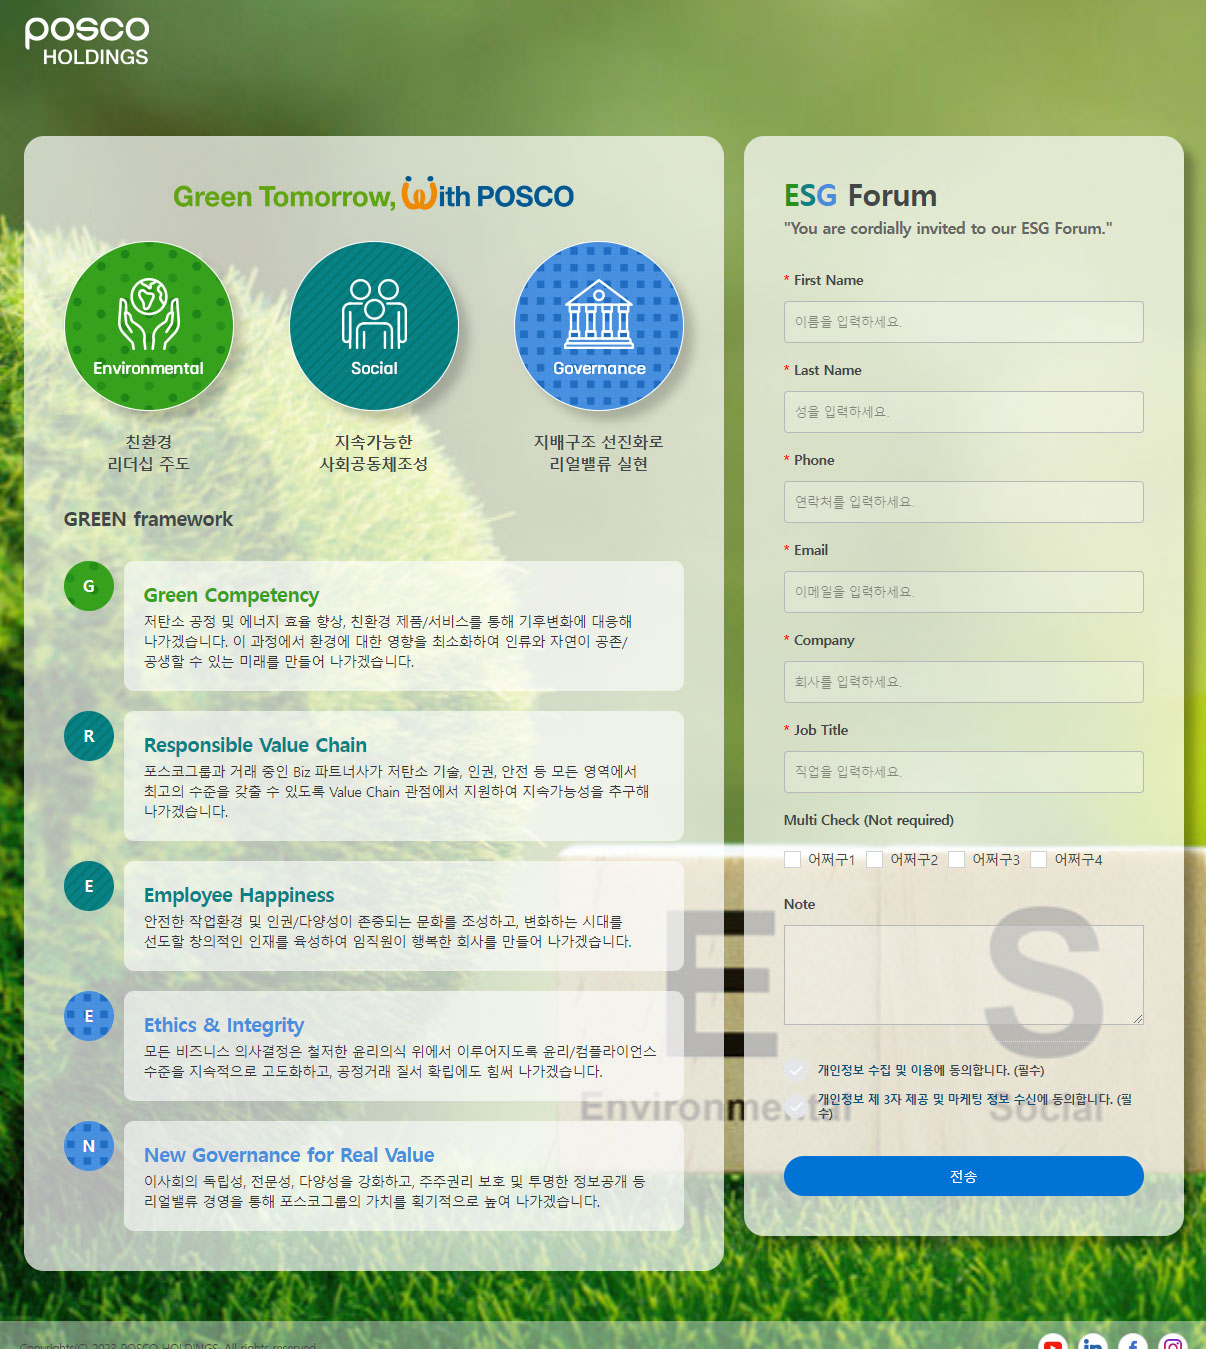 posco
HOLDINGS
Green Tomorrow, With POSCO
Environmental
Social
Governance
친환경
리더십 주도
지속가능한
사회공동체조성
지배구조 선진화로
리얼밸류 실현
GREEN framework
G
Green Competency
저탄소 공정 및 에너지 효율 향상, 친환경 제품/서비스를 통해 기후변화에 대응해
나가겠습니다. 이 과정에서 환경에 대한 영향을 최소화하여 인류와 자연이 공존/
공생할 수 있는 미래를 만들어 나가겠습니다.
R
Responsible Value Chain
포스코그룹과 거래 중인 Biz 파트너사가 저탄소 기술, 인권, 안전 등 모든 영역에서
최고의 수준을 갖출 수 있도록 Value Chain 관점에서 지원하여 지속가능성을 추구해
나가겠습니다.
E
Employee Happiness
안전한 작업환경 및 인권/다양성이 존중되는 문화를 조성하고, 변화하는 시대를
선도할 창의적인 인재를 육성하여 임직원이 행복한 회사를 만들어 나가겠습니다.
E
Ethics & Integrity
모든 비즈니스 의사결정은 철저한 윤리의식 위에서 이루어지도록 윤리/컴플라이언스
수준을 지속적으로 고도화하고, 공정거래 질서 확립에도 힘써 나가겠습니다.
N
New Governance for Real Value
이사회의 독립성, 전문성, 다양성을 강화하고, 주주권리 보호 및 투명한 정보공개 등
리얼밸류 경영을 통해 포스코그룹의 가치를 획기적으로 높여 나가겠습니다.
ESG Forum
"You are cordially invited to our ESG Forum."
* First Name
이름을 입력하세요.
* Last Name
성을 입력하세요.
* Phone
연락처를 입력하세요.
* Email
이메일을 입력하세요.
* Company
회사를 입력하세요.
* Job Title
직업을 입력하세요.
Multi Check (Not required)
어쩌구1 어쩌구2 어쩌구3 어쩌구4
Note
개인정보 수집 및 이용에 동의합니다. (필수)
개인정보 제 3자 제공 및 마케팅 정보 수신에 동의합니다. (필
수)
전송
E S
Environmental Social
Copyrights(C) 2023 POSCO HOLDINGS. All rights reserved.